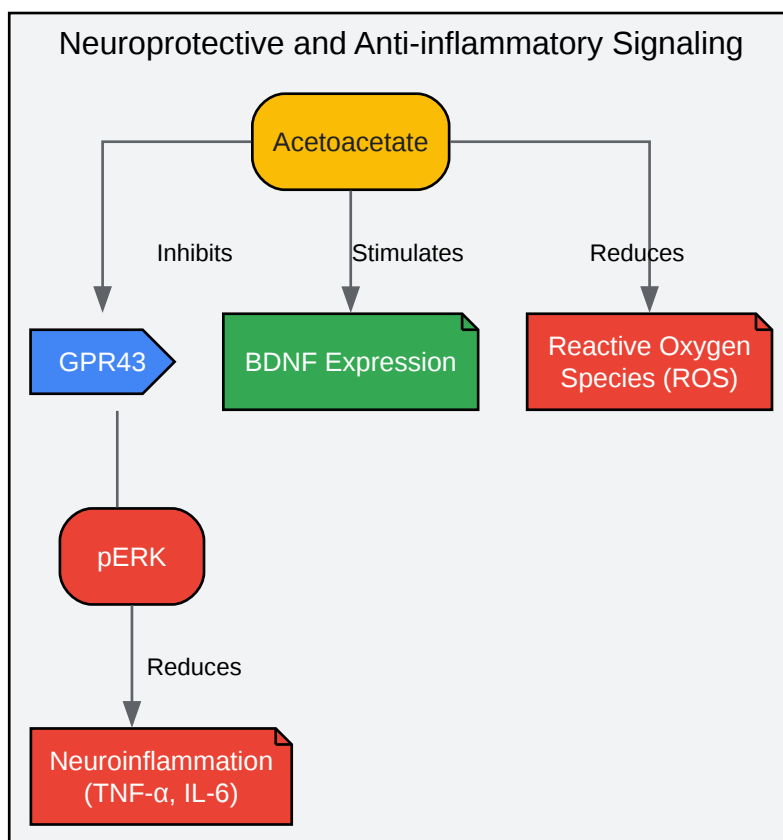 Neuroprotective and Anti-inflammatory Signaling
Acetoacetate
Inhibits
Stimulates
Reduces
GPR43
BDNF Expression
Reactive Oxygen
Species (ROS)
pERK
Reduces
Neuroinflammation
(TNF-α, IL-6)